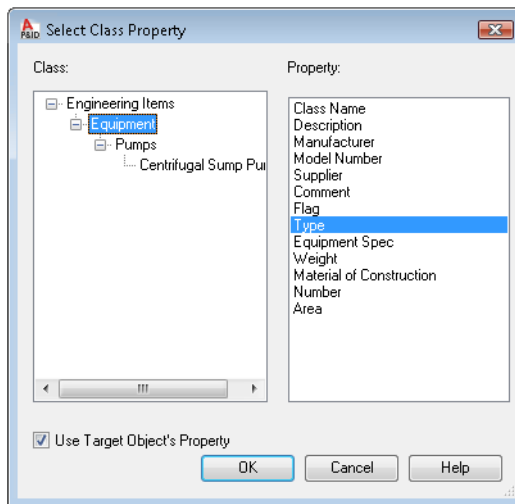 A
P&ID
Select Class Property
Class:
Property:
Engineering Items
Equipment
Pumps
Centrifugal Sump Pu
Class Name
Description
Manufacturer
Model Number
Supplier
Comment
Flag
Type
Equipment Spec
Weight
Material of Construction
Number
Area
Use Target Object's Property
OK
Cancel
Help